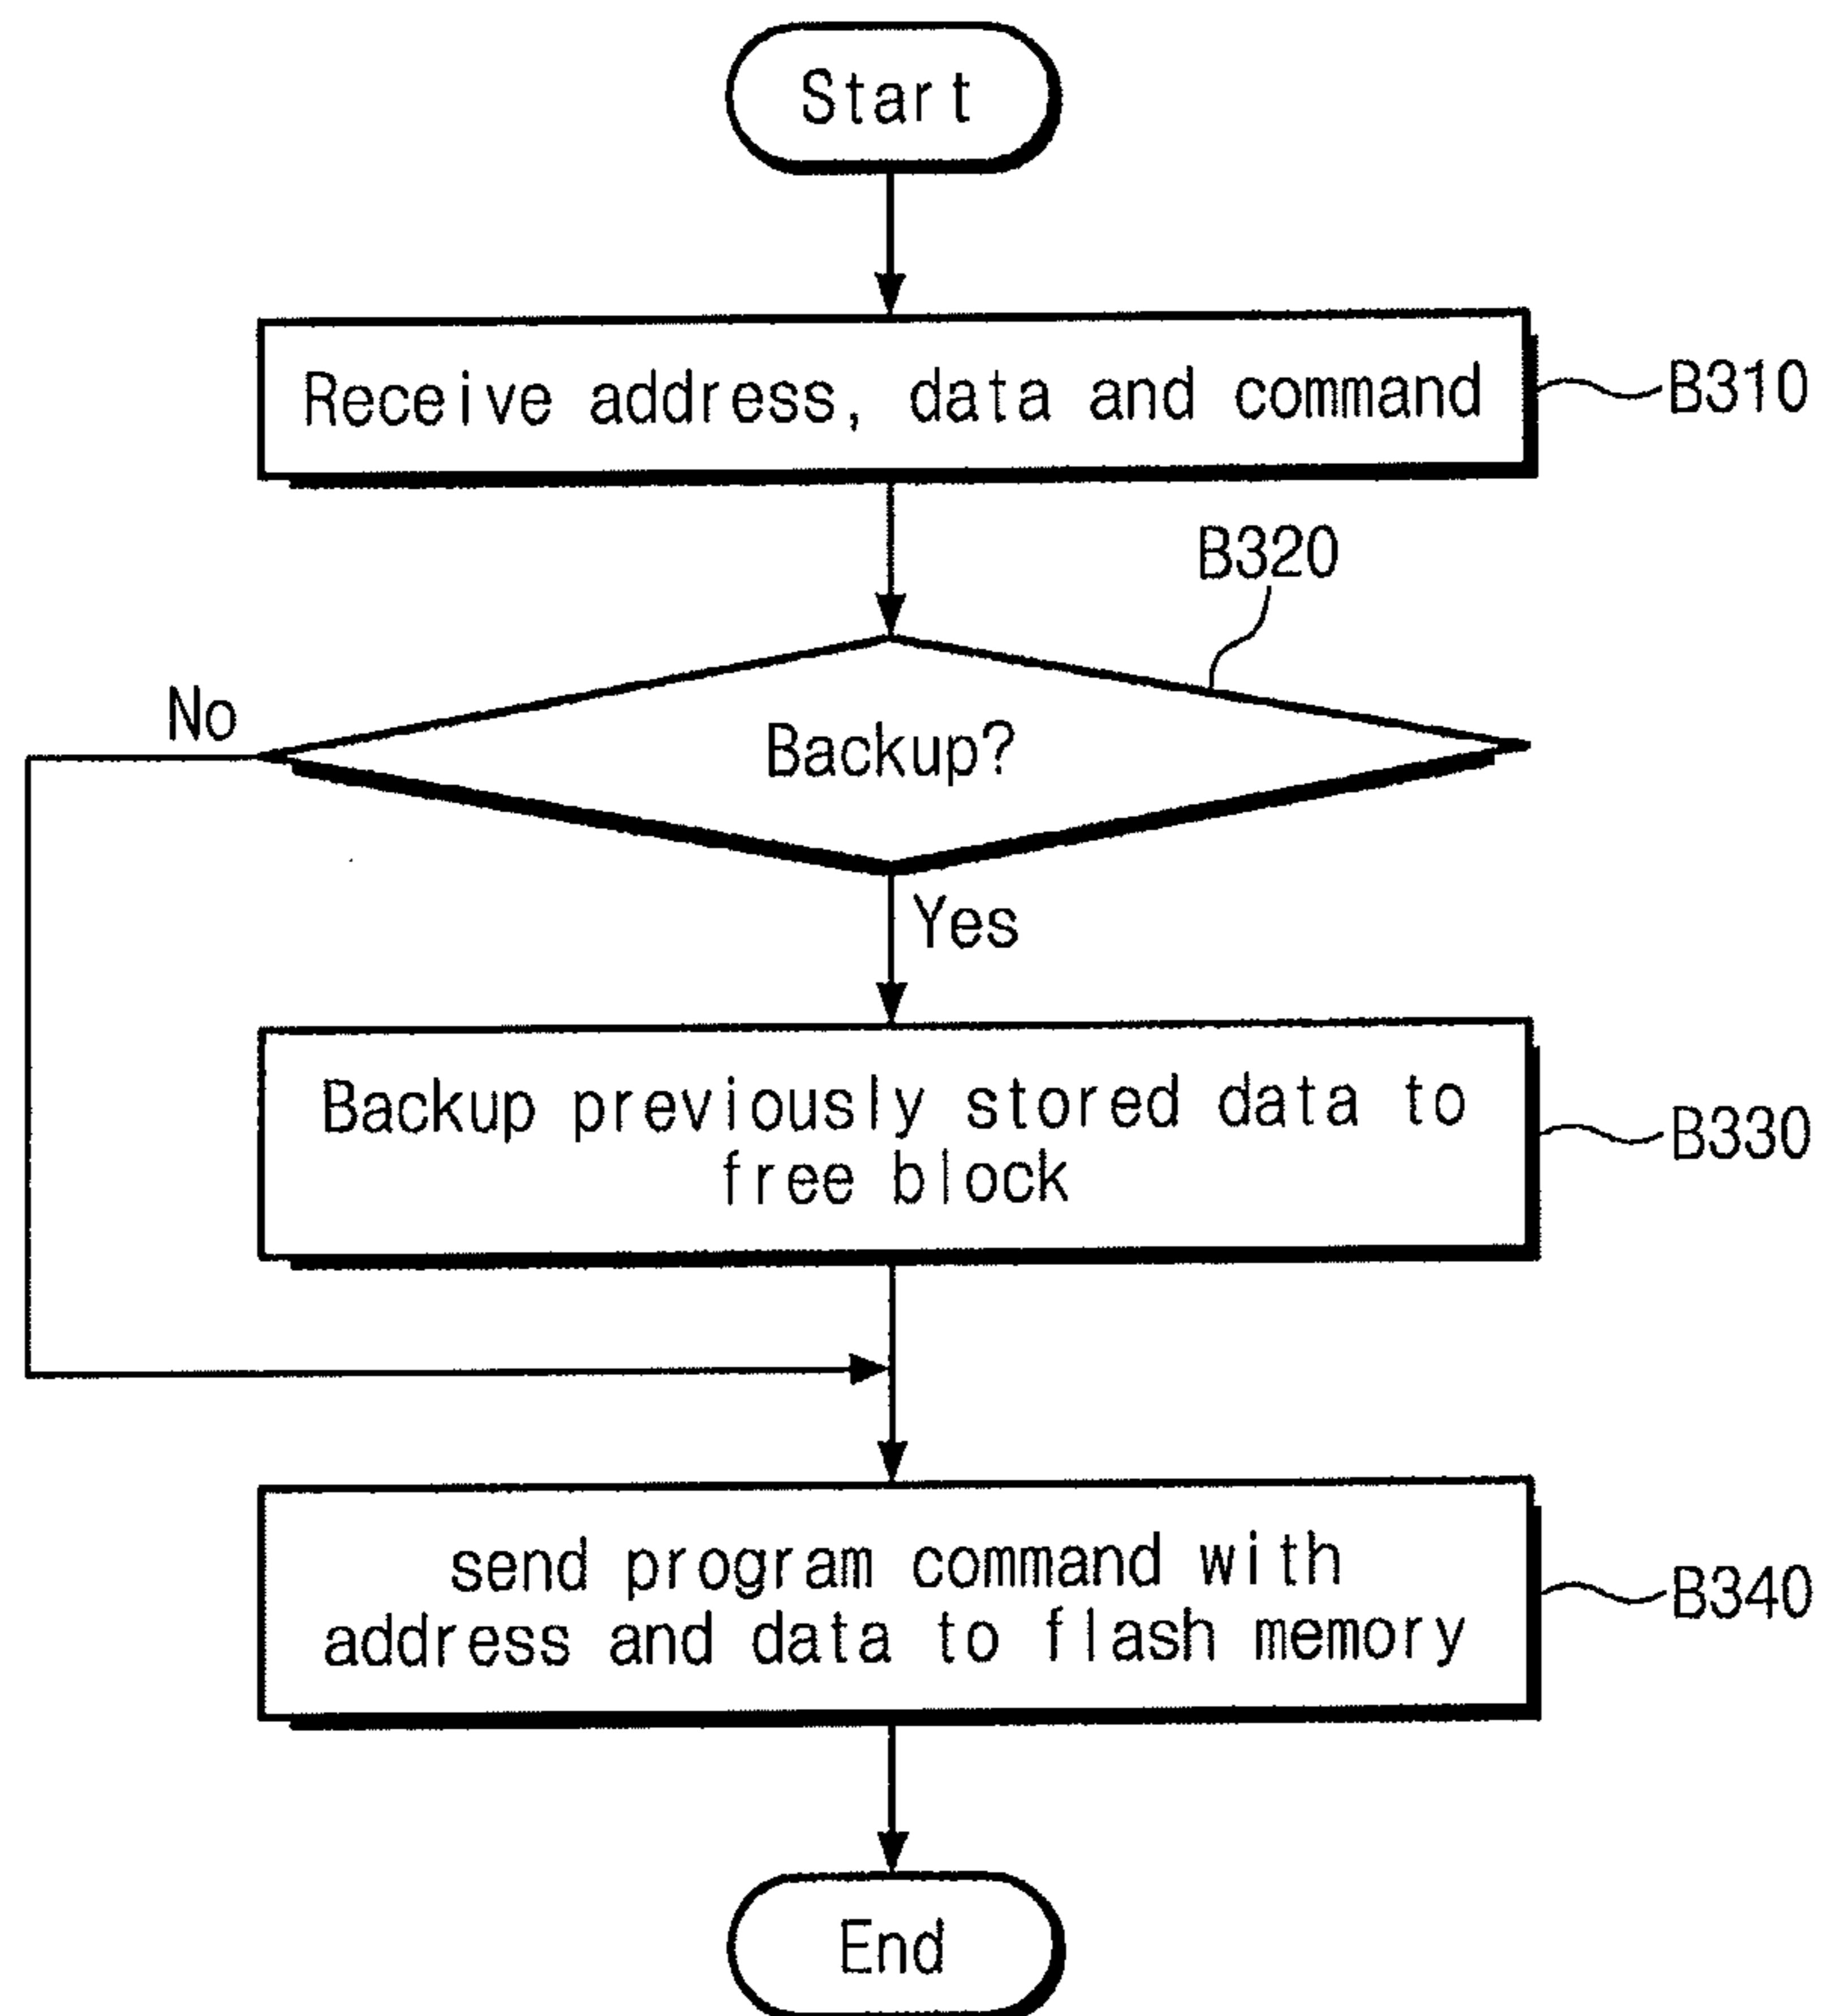 Start
Receive address, data and command
B310
B320
Backup?
No
Yes
Backup previously stored data to
free block
B330
send program command with
address and data to flash memory
B340
End